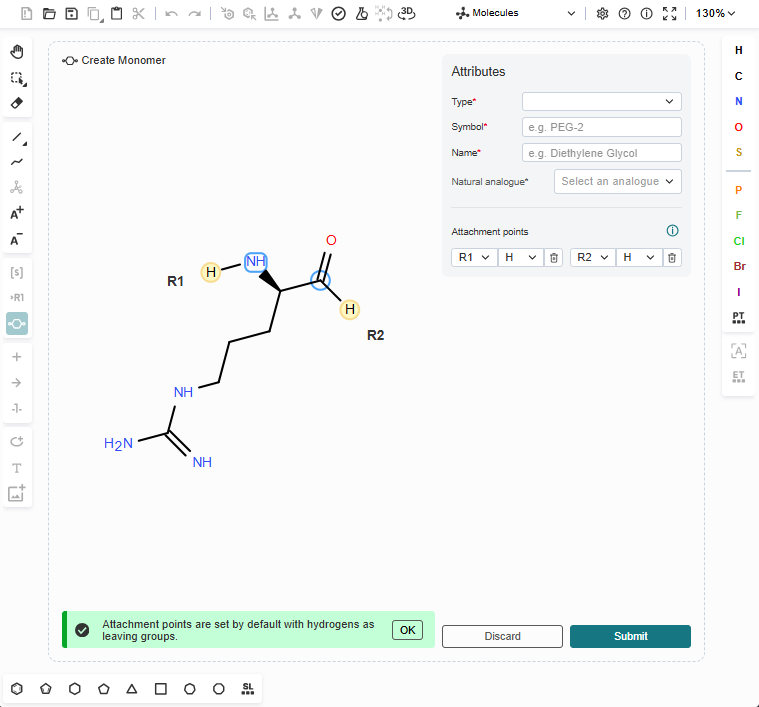 3D
Molecules
130%
Create Monomer
Attributes
Type*
Symbol* e.g. PEG-2
Name* e.g. Diethylene Glycol
Natural analogue* Select an analogue
Attachment points
R1 H R2 H
H
C
N
O
S
P
F
Cl
Br
I
PT
[A]
ET
A+
A-
[s]
R1
-1-
T
O
NH
H
R1
H
R2
NH
H2N
NH
Attachment points are set by default with hydrogens as
leaving groups.
OK
Discard
Submit
SL